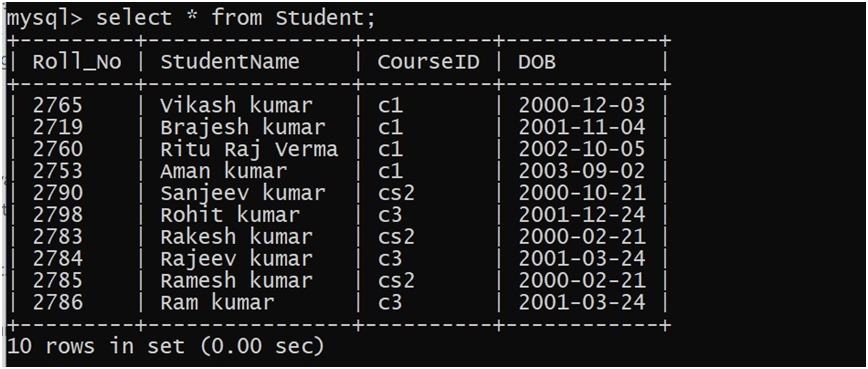 mysql> select * from Student;
+---------+---------------+----------+------------+
| Roll_No | StudentName | CourseID | DOB |
+---------+---------------+----------+------------+
| 2765 | Vikash kumar | c1 | 2000-12-03 |
| 2719 | Brajesh kumar | c1 | 2001-11-04 |
| 2760 | Ritu Raj Verma | c1 | 2002-10-05 |
| 2753 | Aman kumar | c1 | 2003-09-02 |
| 2790 | Sanjeev kumar | cs2 | 2000-10-21 |
| 2798 | Rohit kumar | c3 | 2001-12-24 |
| 2783 | Rakesh kumar | cs2 | 2000-02-21 |
| 2784 | Rajeev kumar | c3 | 2001-03-24 |
| 2785 | Ramesh kumar | cs2 | 2000-02-21 |
| 2786 | Ram kumar | c3 | 2001-03-24 |
+---------+---------------+----------+------------+
10 rows in set (0.00 sec)